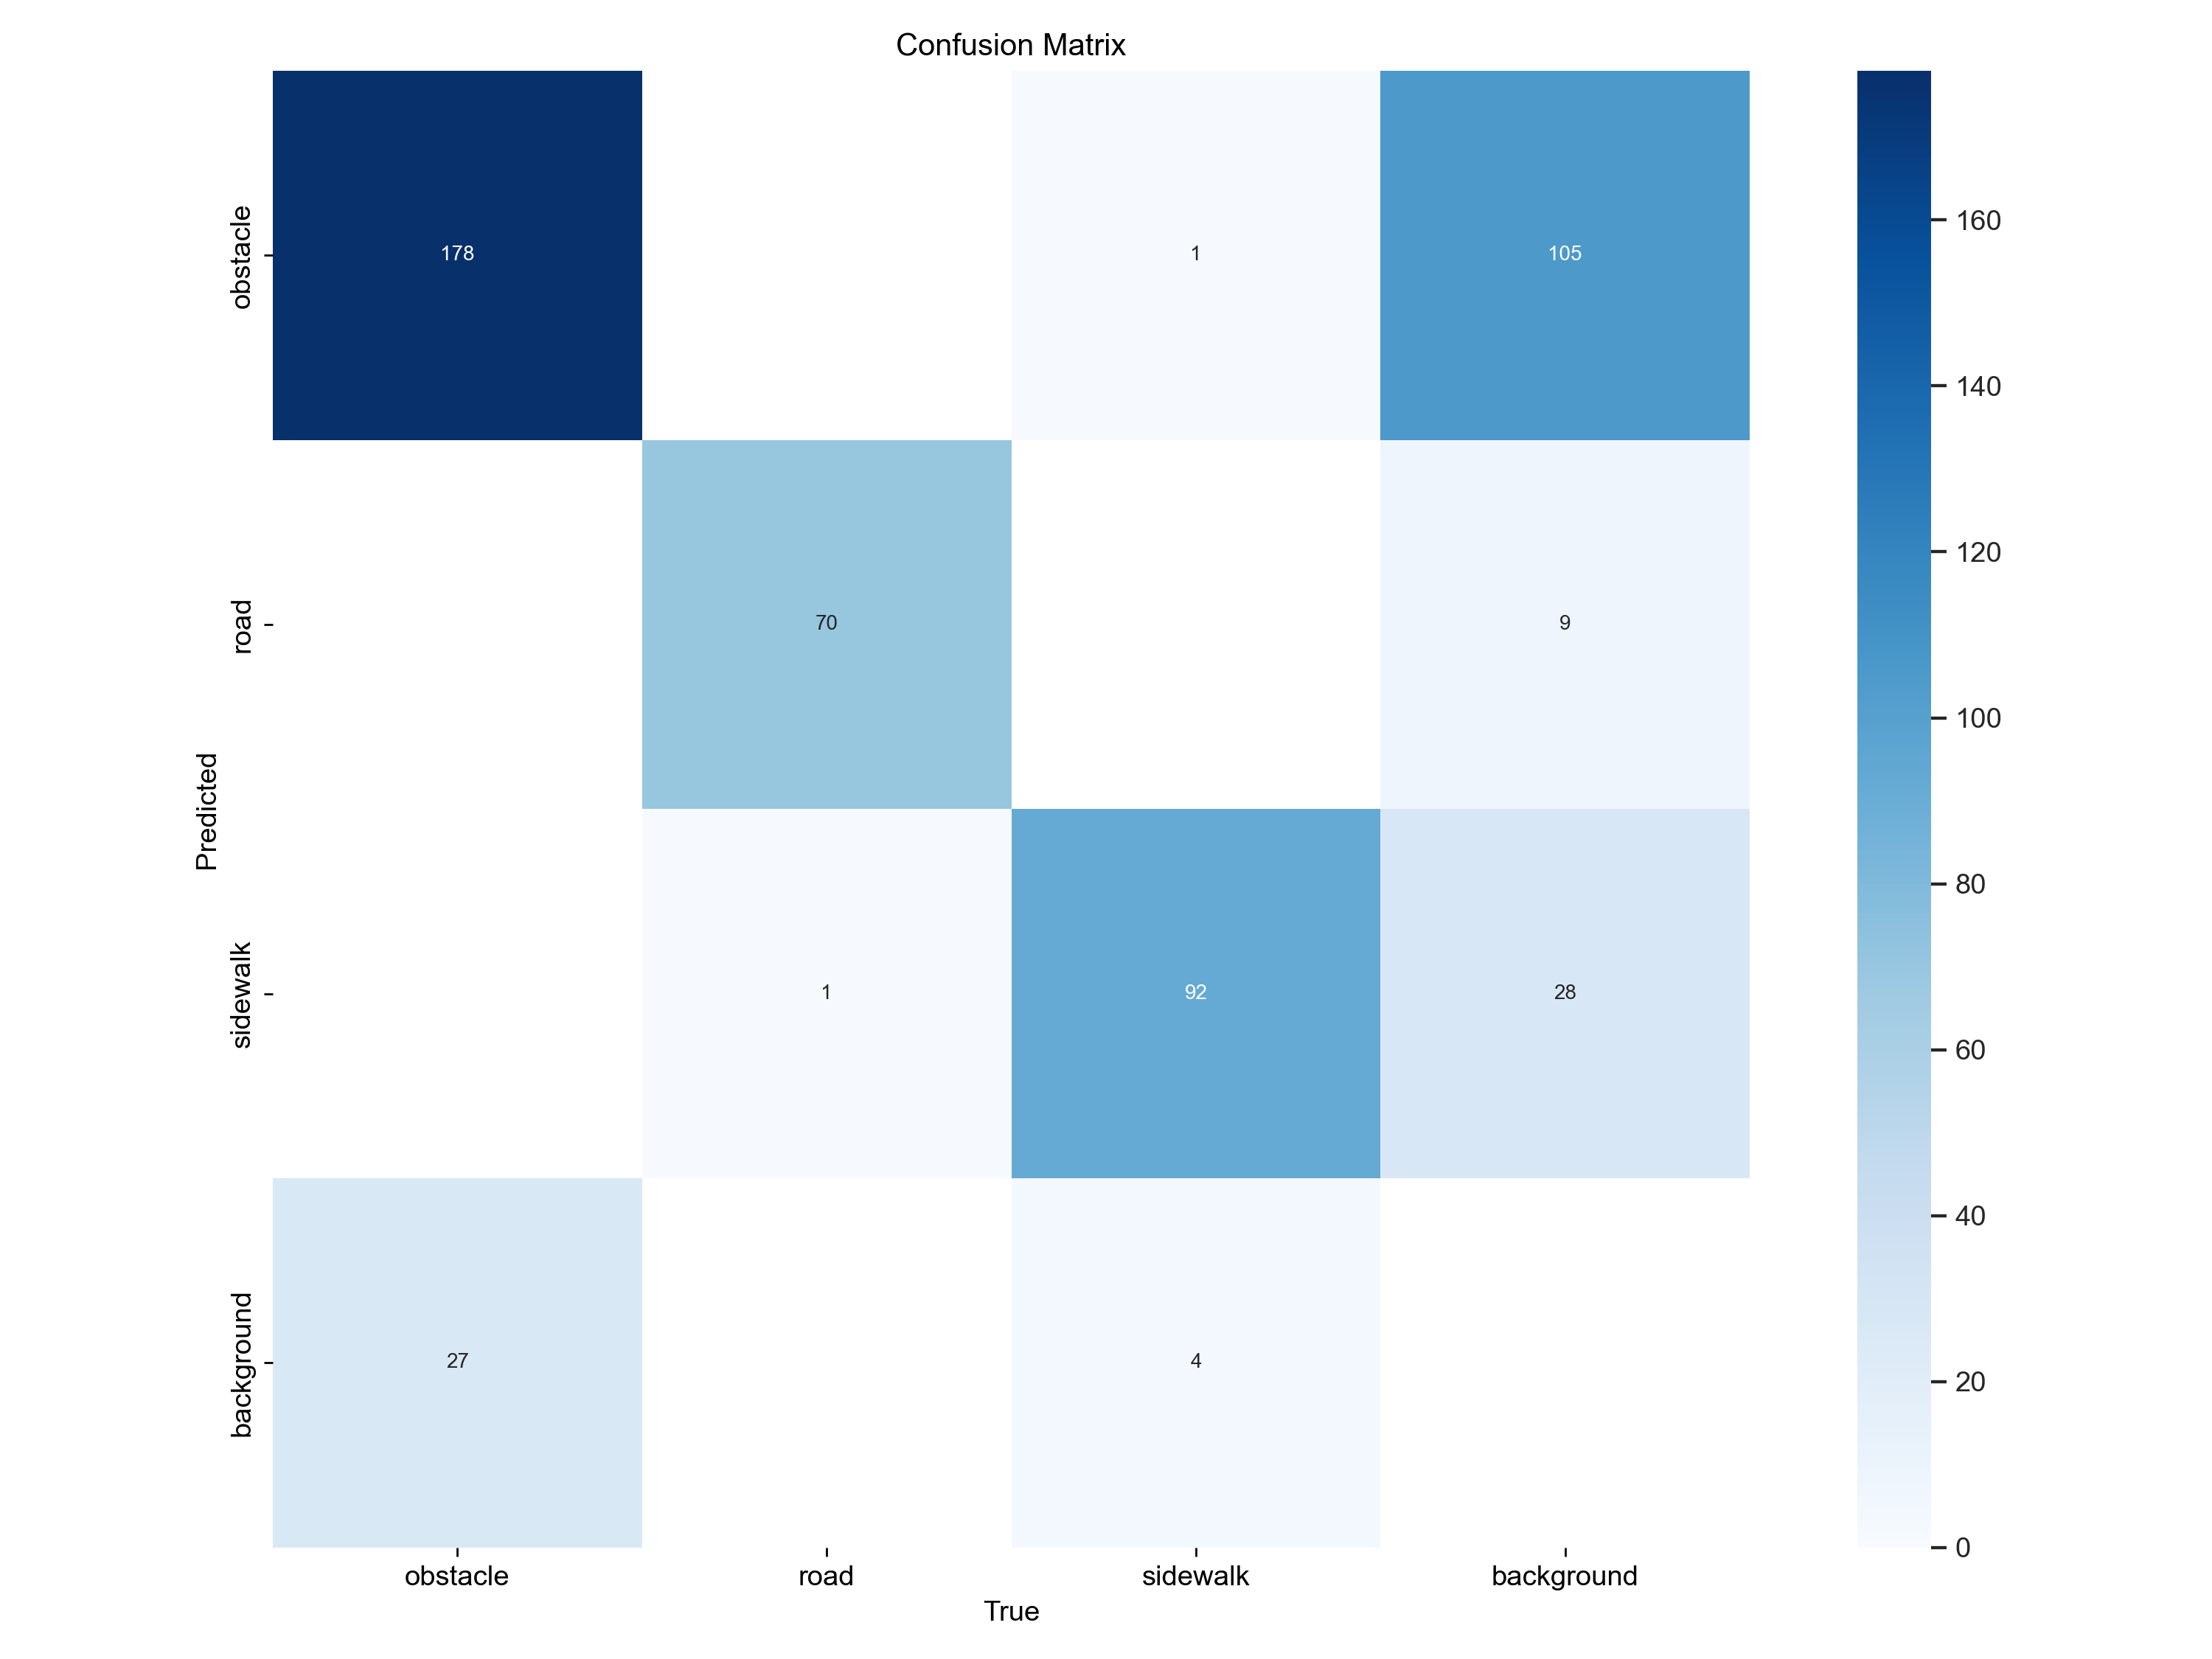 Confusion Matrix
obstacle
178
1
105
160
140
120
road
70
9
100
Predicted
80
sidewalk
1
92
28
60
40
background
27
4
20
0
obstacle road sidewalk background
True